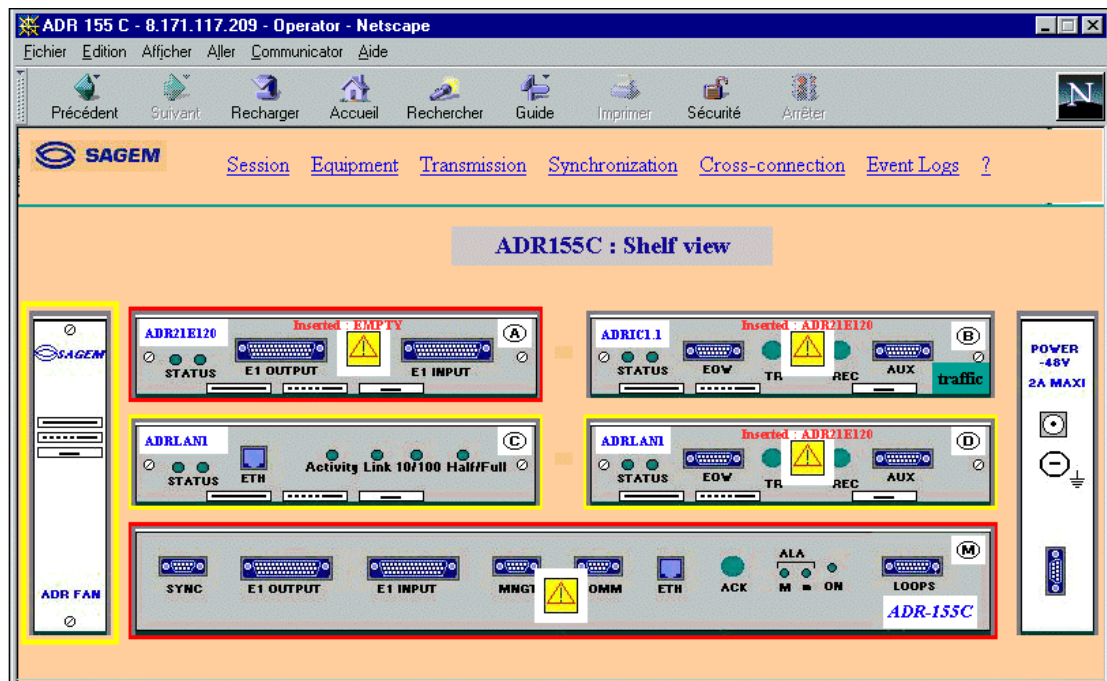 ADR 155 C - 8.171.117.209 - Operator - Netscape
Fichier Edition Afficher Aller Communicator Aide
Précédent Suivant Recharger Accueil Rechercher Guide Imprimer Sécurité Arrêter
N
SAGEM Session Equipment Transmission Synchronization Cross-connection Event Logs ?
ADR155C : Shelf view
SAGEM
ADR FAN
ADR21E120 Inserted : EMPTY A
STATUS E1 OUTPUT E1 INPUT
ADRIC1.1 Inserted : ADR21E120 B
STATUS EOW TR REC AUX
traffic
ADRLAN1 C
STATUS ETH Activity Link 10/100 Half/Full
ADRLAN1 Inserted : ADR21E120 D
STATUS EOW TR REC AUX
M
ALA
SYNC E1 OUTPUT E1 INPUT MNGT OMM ETH ACK M m ON LOOPS
ADR-155C
POWER
-48V
2A MAXI